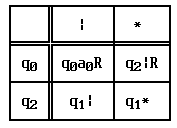 ¦ *
q₀ q₀a₀R q₂¦R
q₂ q₁¦ q₁*